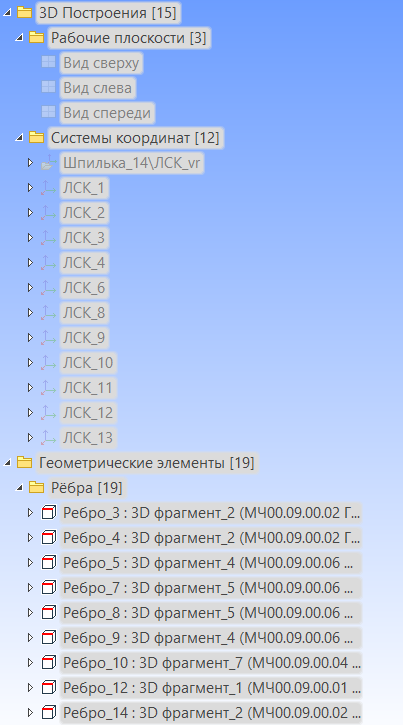 3D Построения [15]
Рабочие плоскости [3]
Вид сверху
Вид слева
Вид спереди
Системы координат [12]
Шпилька_14\ЛСК_vr
ЛСК_1
ЛСК_2
ЛСК_3
ЛСК_4
ЛСК_6
ЛСК_8
ЛСК_9
ЛСК_10
ЛСК_11
ЛСК_12
ЛСК_13
Геометрические элементы [19]
Рёбра [19]
Ребро_3 : 3D фрагмент_2 (МЧ00.09.00.02 Г...
Ребро_4 : 3D фрагмент_2 (МЧ00.09.00.02 Г...
Ребро_5 : 3D фрагмент_4 (МЧ00.09.00.06 ...
Ребро_7 : 3D фрагмент_5 (МЧ00.09.00.06 ...
Ребро_8 : 3D фрагмент_5 (МЧ00.09.00.06 ...
Ребро_9 : 3D фрагмент_4 (МЧ00.09.00.06 ...
Ребро_10 : 3D фрагмент_7 (МЧ00.09.00.04 ...
Ребро_12 : 3D фрагмент_1 (МЧ00.09.00.01 ...
Ребро_14 : 3D фрагмент_2 (МЧ00.09.00.02 ...